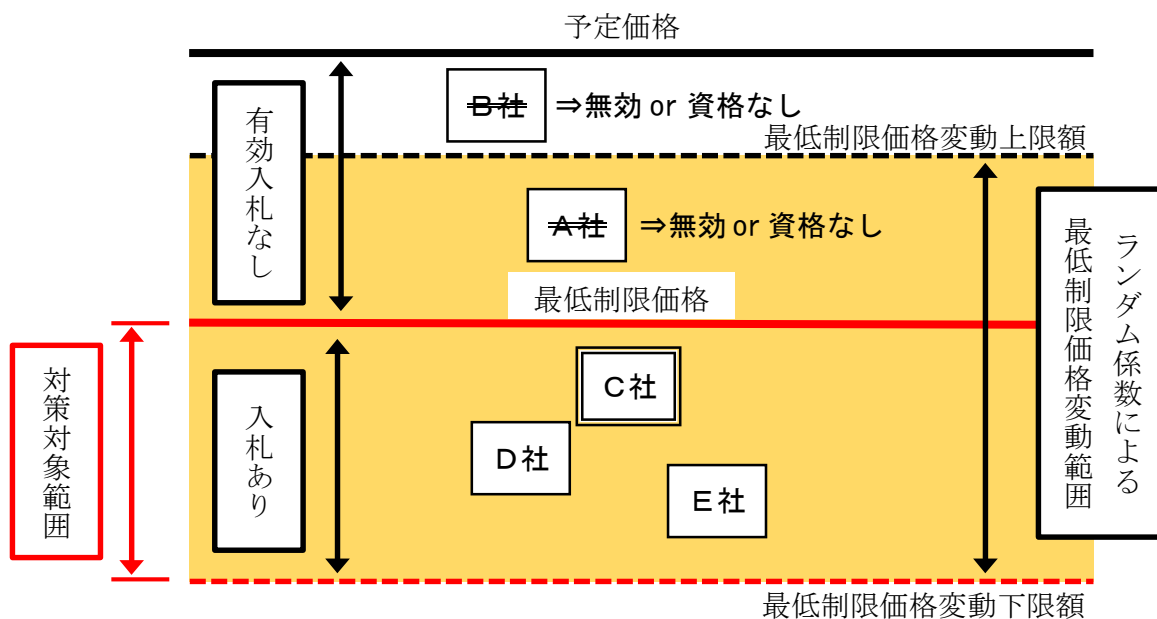 予定価格
B社 ⇒無効 or 資格なし
最低制限価格変動上限額
有効入札なし
A社 ⇒無効 or 資格なし
最低制限価格
ランダム係数による
最低制限価格変動範囲
対策対象範囲
入札あり
C社
D社
E社
最低制限価格変動下限額